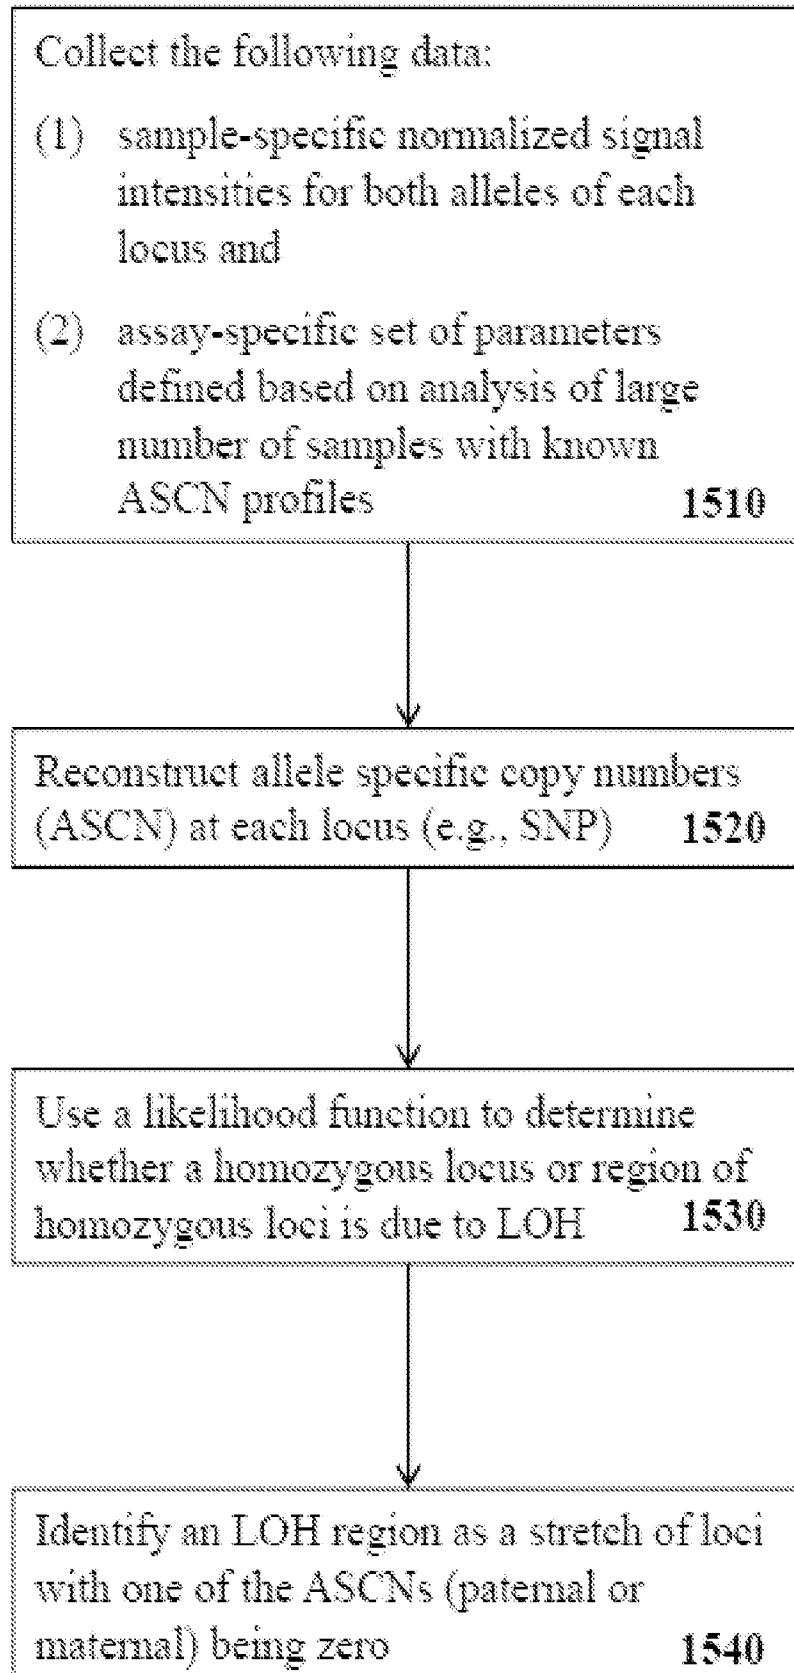 Collect the following data:
(1) sample-specific normalized signal
intensities for both alleles of each
locus and
(2) assay-specific set of parameters
defined based on analysis of large
number of samples with known
ASCN profiles 1510
Reconstruct allele specific copy numbers
(ASCN) at each locus (e.g., SNP) 1520
Use a likelihood function to determine
whether a homozygous locus or region of
homozygous loci is due to LOH 1530
Identify an LOH region as a stretch of loci
with one of the ASCNs (paternal or
maternal) being zero 1540